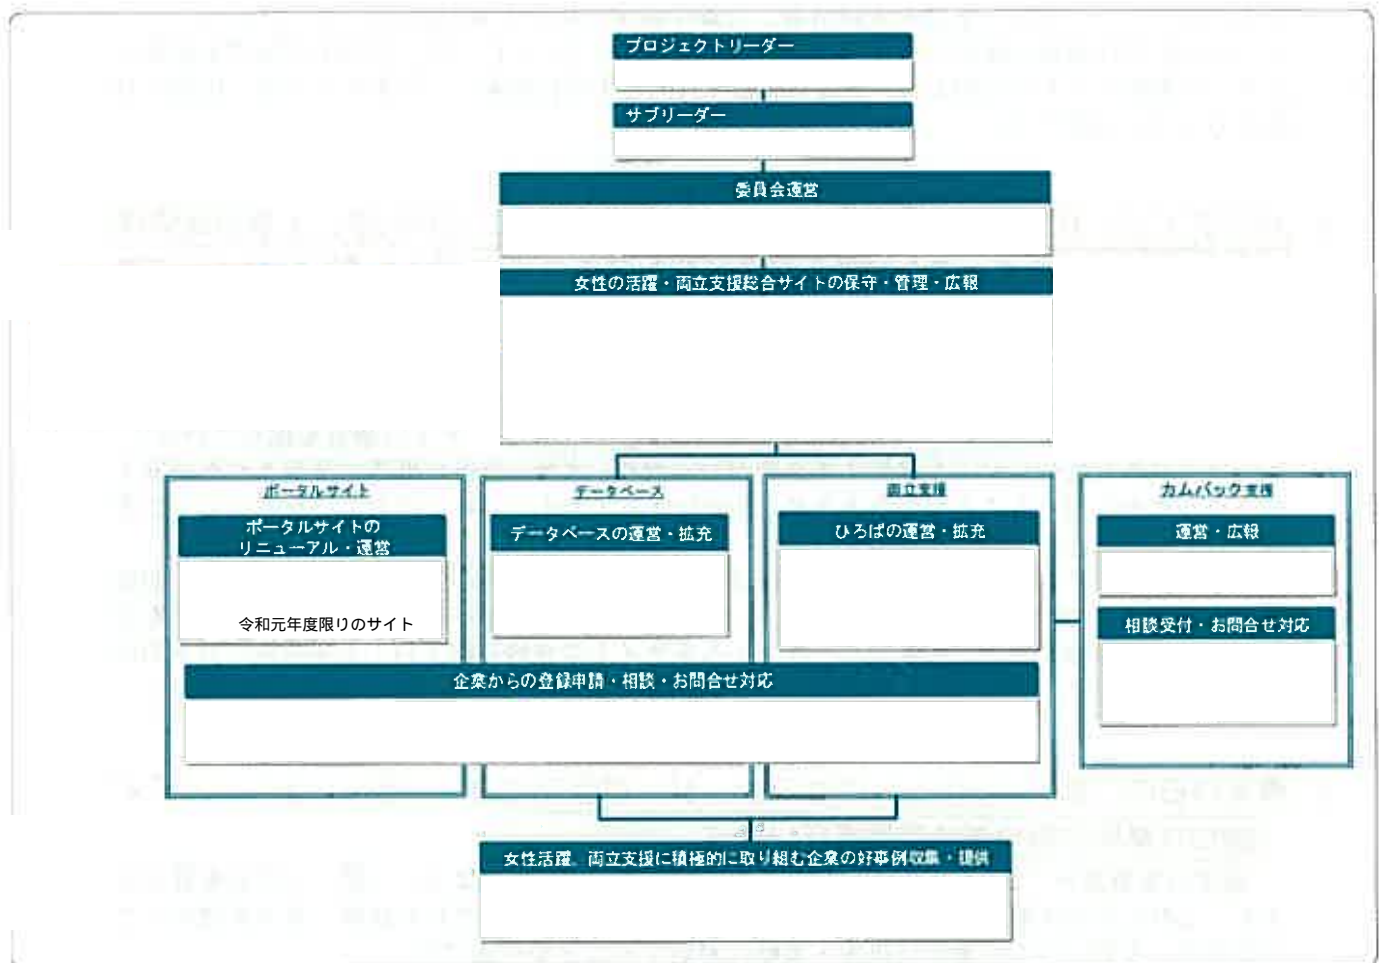 プロジェクトリーダー
サブリーダー
委員会運営
女性の活躍・両立支援総合サイトの保守・管理・広報
ポータルサイト
ポータルサイトの
リニューアル・運営
令和元年度限りのサイト
データベース
データベースの運営・拡充
両立支援
ひろばの運営・拡充
カムバック支援
運営・広報
相談受付・お問合せ対応
企業からの登録申請・相談・お問合せ対応
女性活躍、両立支援に積極的に取り組む企業の好事例収集・提供